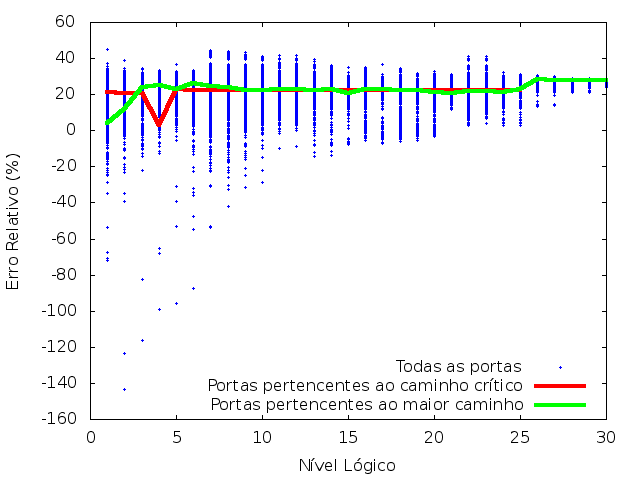 60
40
20
0
-20
-40
-60
-80
-100
-120
-140
-160
Erro Relativo (%)
Todas as portas
Portas pertencentes ao caminho crítico
Portas pertencentes ao maior caminho
0 5 10 15 20 25 30
Nível Lógico